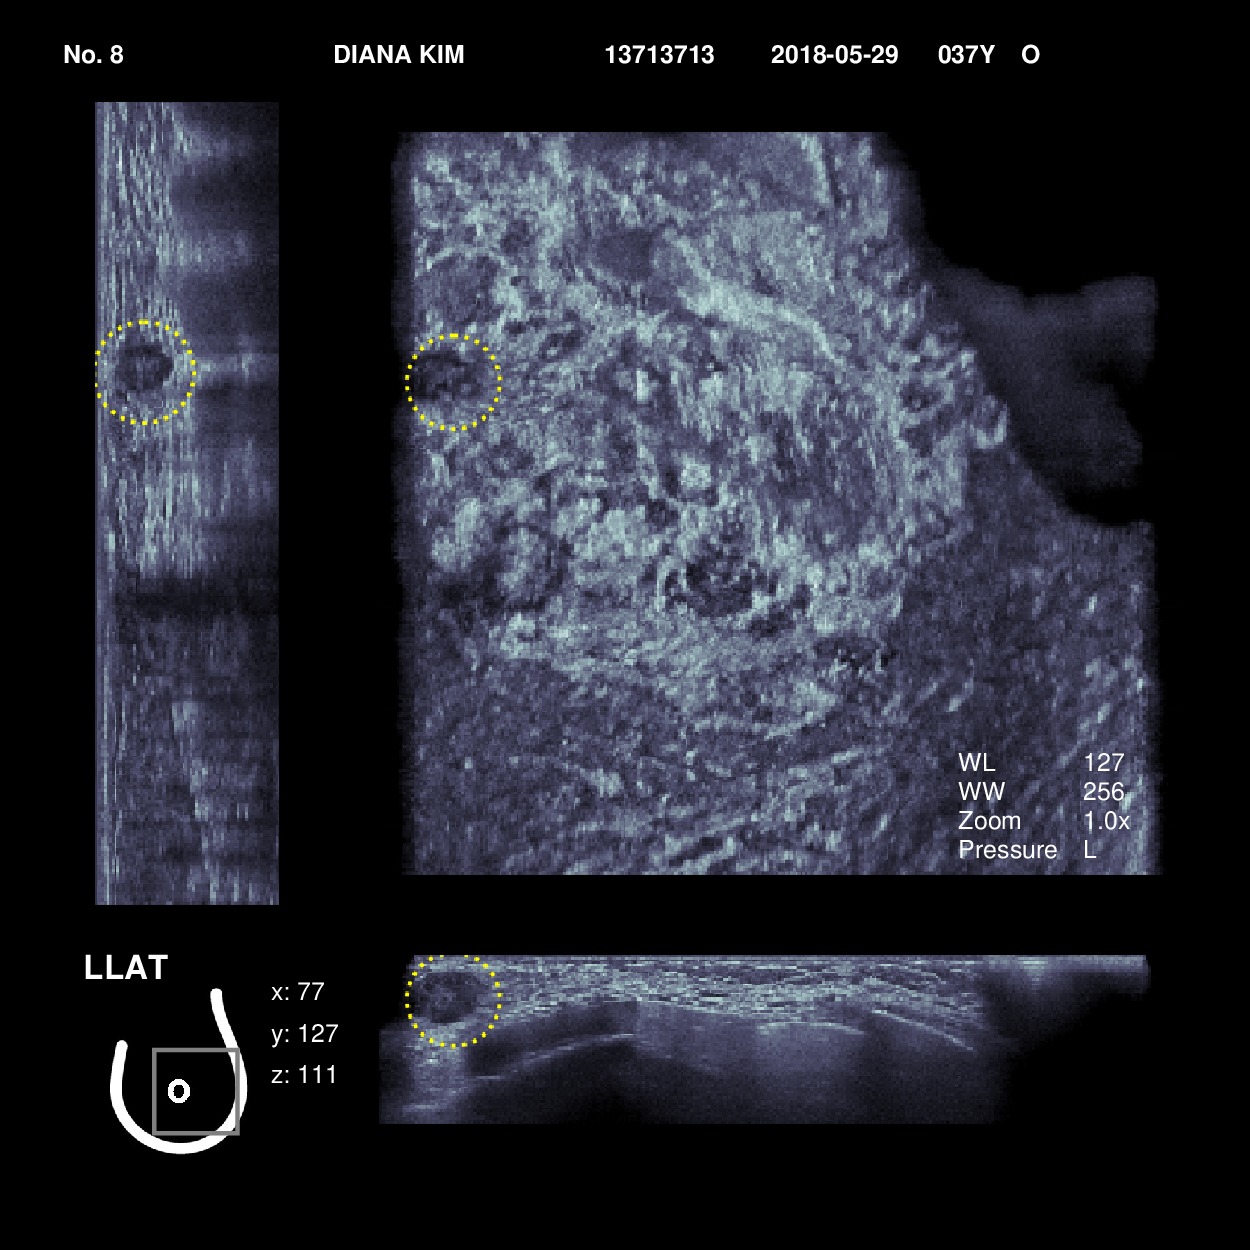 No. 8 DIANA KIM 13713713 2018-05-29 037Y O
WL 127
WW 256
Zoom 1.0x
Pressure L
LLAT
x: 77
y: 127
z: 111